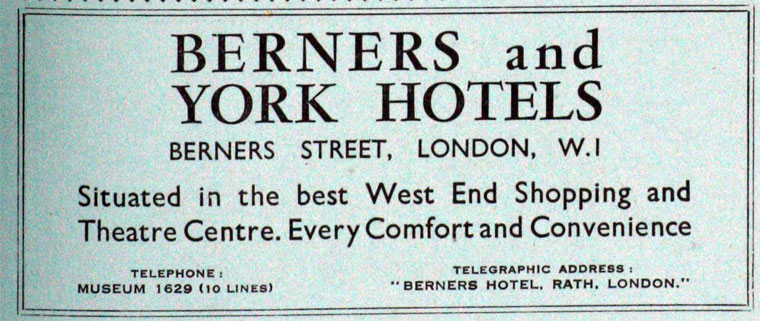 BERNERS and
YORK HOTELS
BERNERS STREET, LONDON, W.1
Situated in the best West End Shopping and
Theatre Centre. Every Comfort and Convenience
TELEPHONE:
MUSEUM 1629 (10 LINES)
TELEGRAPHIC ADDRESS:
"BERNERS HOTEL, RATH, LONDON."